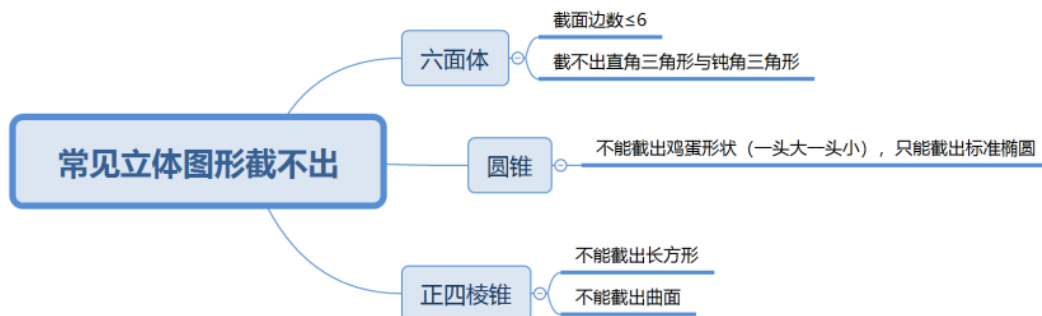 常见立体图形截不出
六面体
截面边数≤6
截不出直角三角形与钝角三角形
圆锥
不能截出鸡蛋形状（一头大一头小），只能截出标准椭圆
正四棱锥
不能截出长方形
不能截出曲面